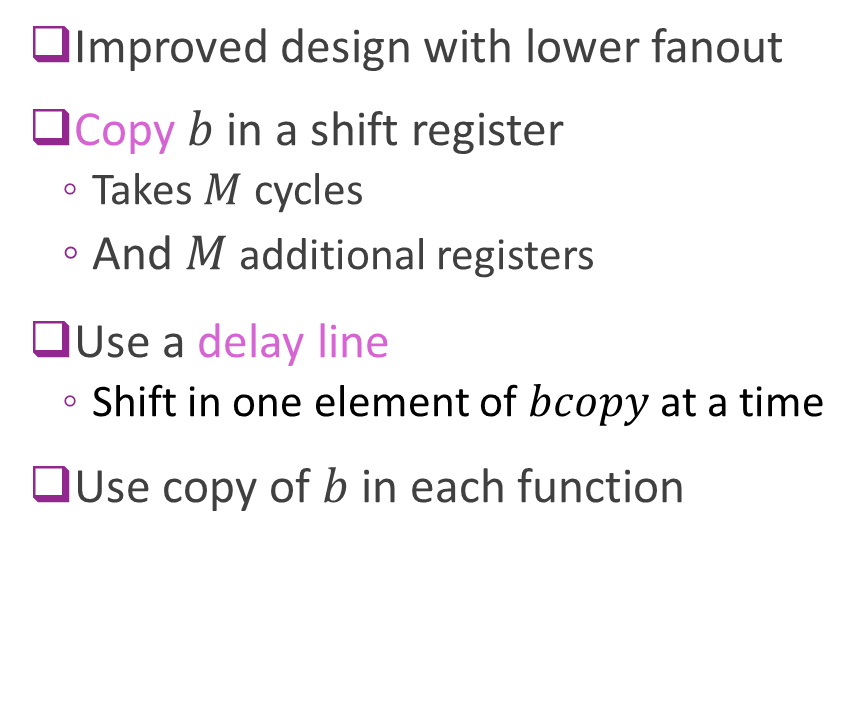 ❑Improved design with lower fanout
❑Copy b in a shift register
◦ Takes M cycles
◦ And M additional registers
❑Use a delay line
◦ Shift in one element of bcopy at a time
❑Use copy of b in each function